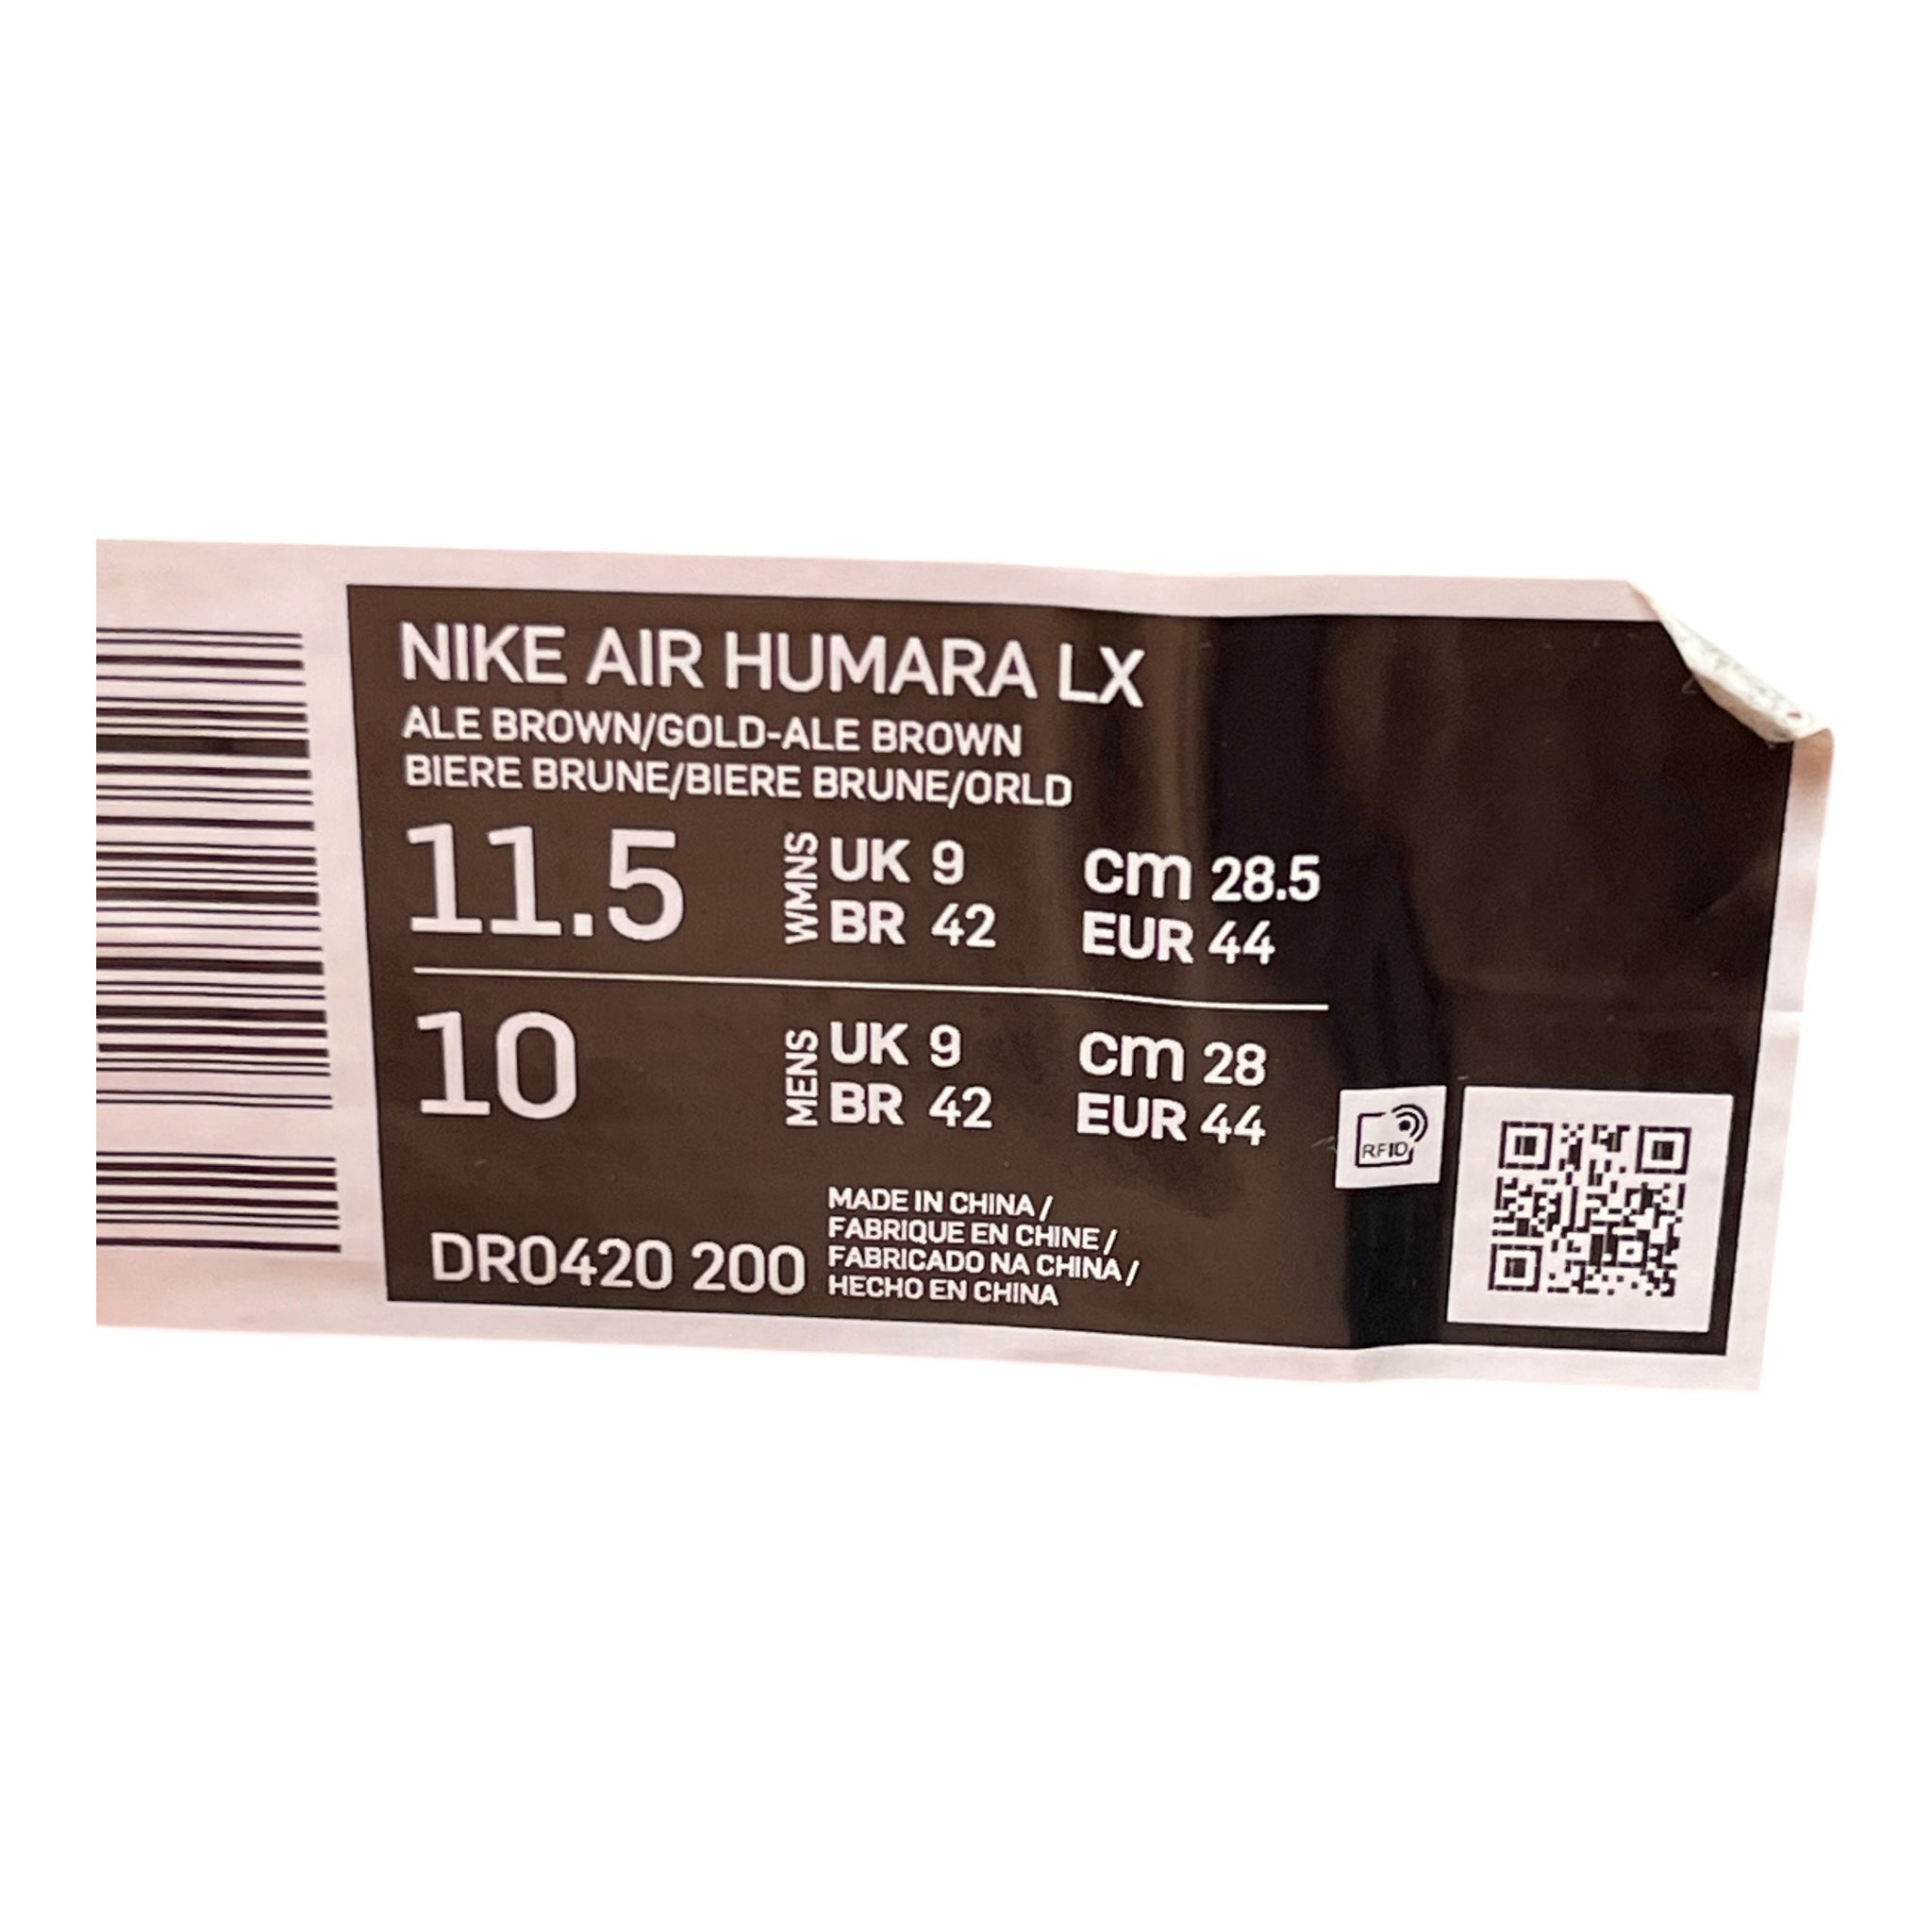 NIKE AIR HUMARA LX
ALE BROWN/GOLD-ALE BROWN
BIERE BRUNE/BIERE BRUNE/ORLD
11.5 WMNS UK 9 cm 28.5
BR 42 EUR 44
10 MENS UK 9 cm 28
BR 42 EUR 44
RFID
DR0420 200
MADE IN CHINA /
FABRIQUE EN CHINE /
FABRICADO NA CHINA /
HECHO EN CHINA